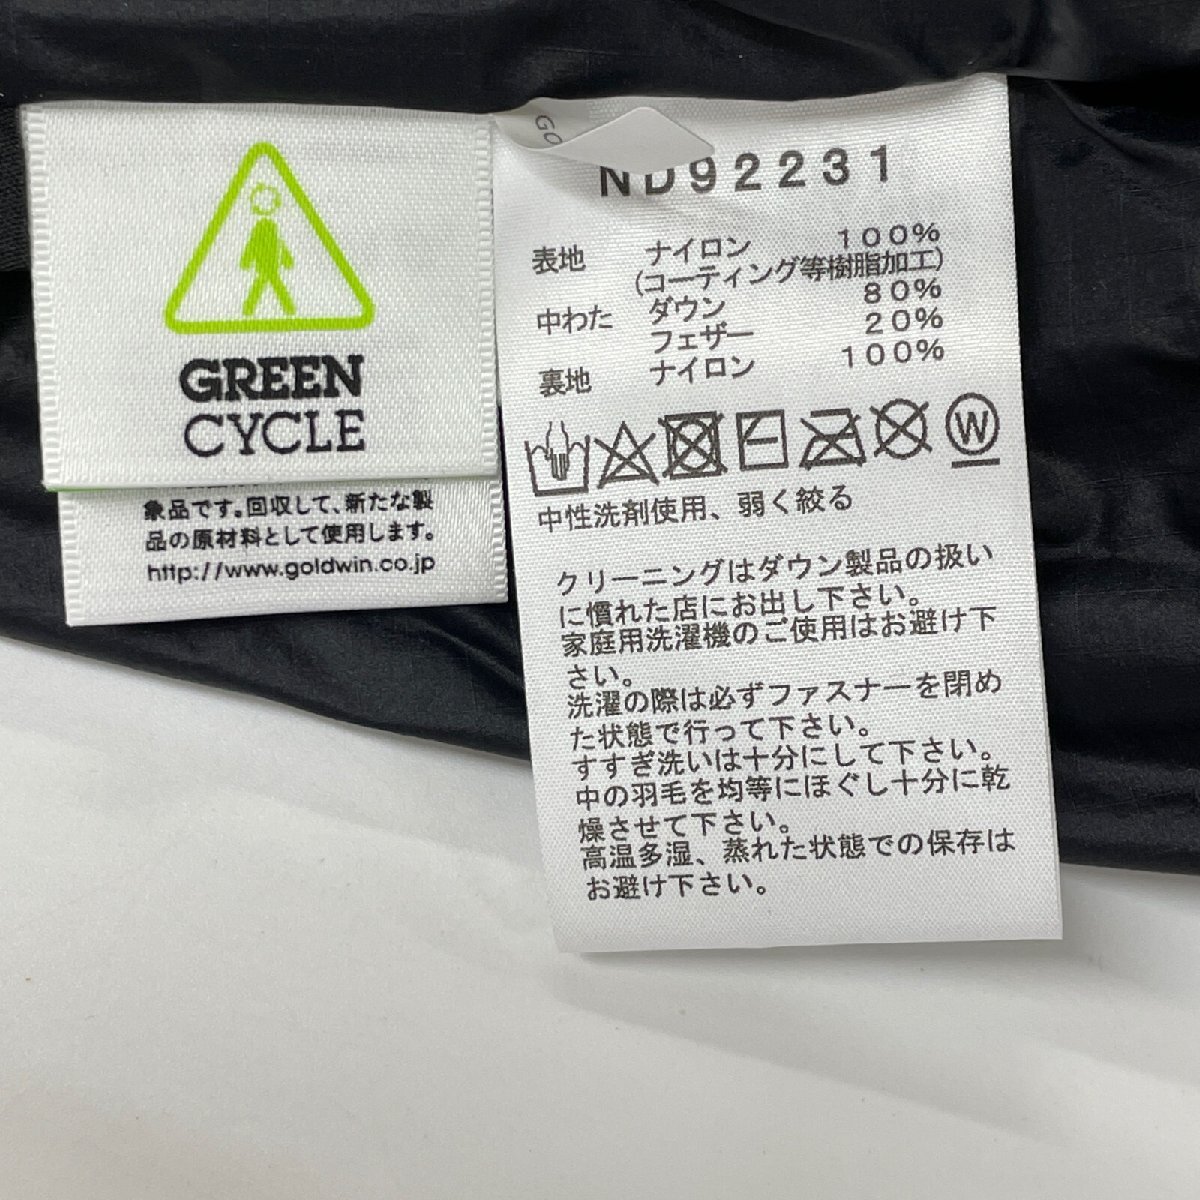 GREEN
CYCLE
象品です。回収して、新たな製
品の原材料として使用します。
http://www.goldwin.co.jp
GO
ND92231
表地 ナイロン 100%
(コーティング等樹脂加工)
中わた ダウン 80%
フェザー 20%
裏地 ナイロン 100%
W
中性洗剤使用、弱く絞る
クリーニングはダウン製品の扱い
に慣れた店にお出し下さい。
家庭用洗濯機のご使用はお避け下
さい。
洗濯の際は必ずファスナーを閉め
た状態で行って下さい。
すすぎ洗いは十分にして下さい。
中の羽毛を均等にほぐし十分に乾
燥させて下さい。
高温多湿、蒸れた状態での保存は
お避け下さい。